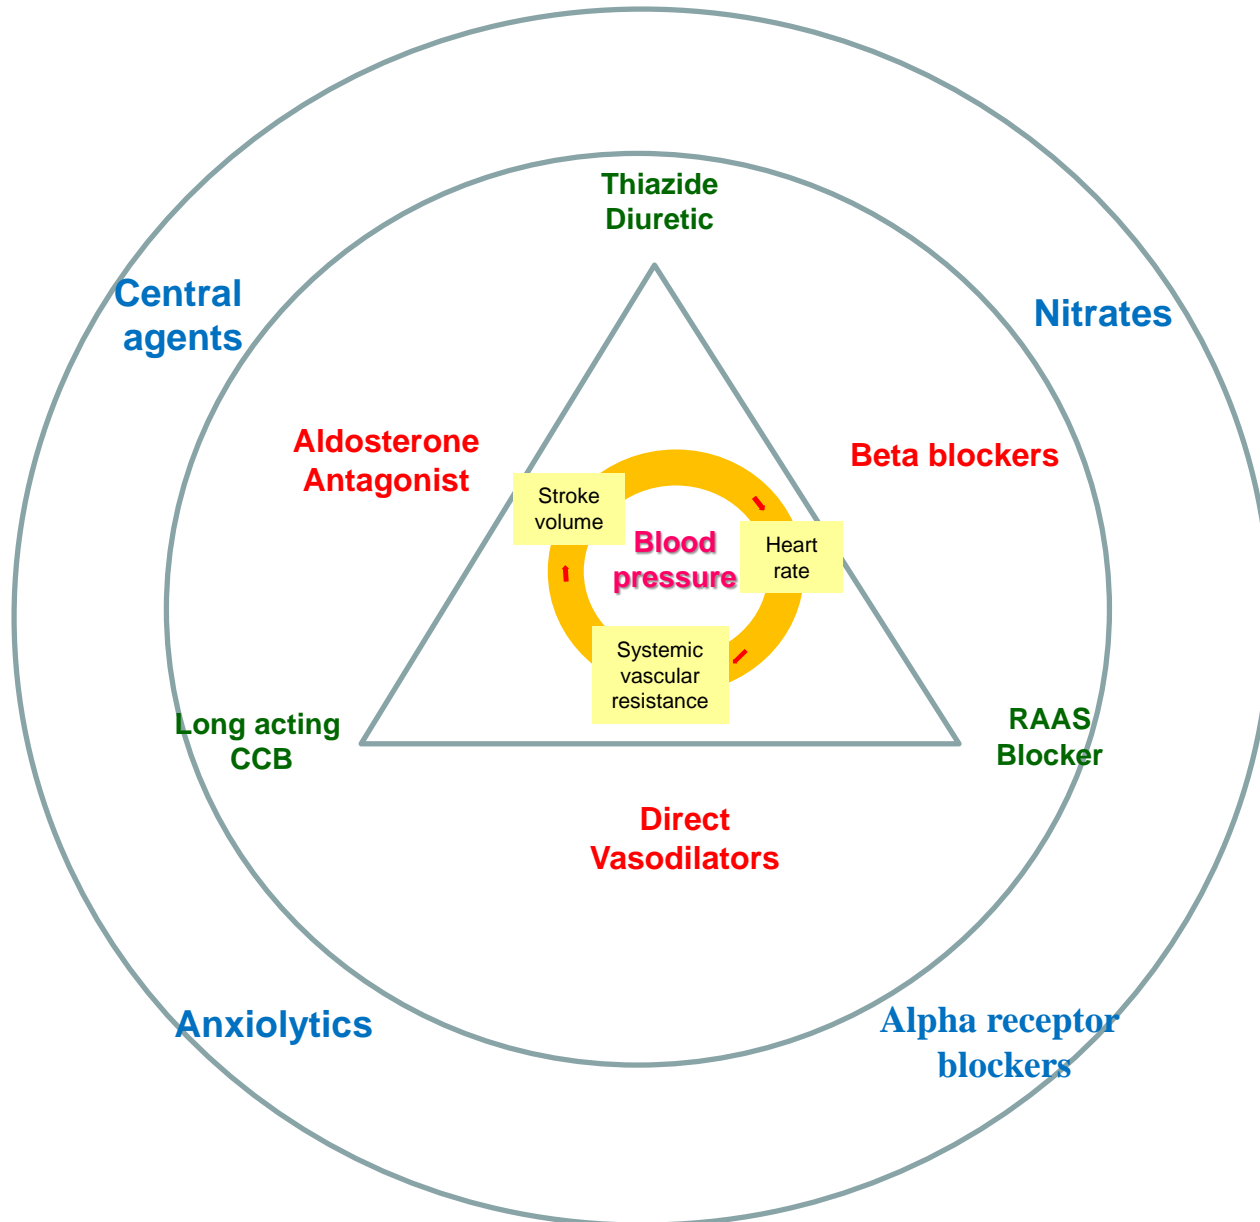 Thiazide
Diuretic
Central
agents
Nitrates
Aldosterone
Antagonist
Beta blockers
Stroke
volume
Blood
pressure
Heart
rate
Systemic
vascular
resistance
Long acting
CCB
RAAS
Blocker
Direct
Vasodilators
Anxiolytics
Alpha receptor
blockers